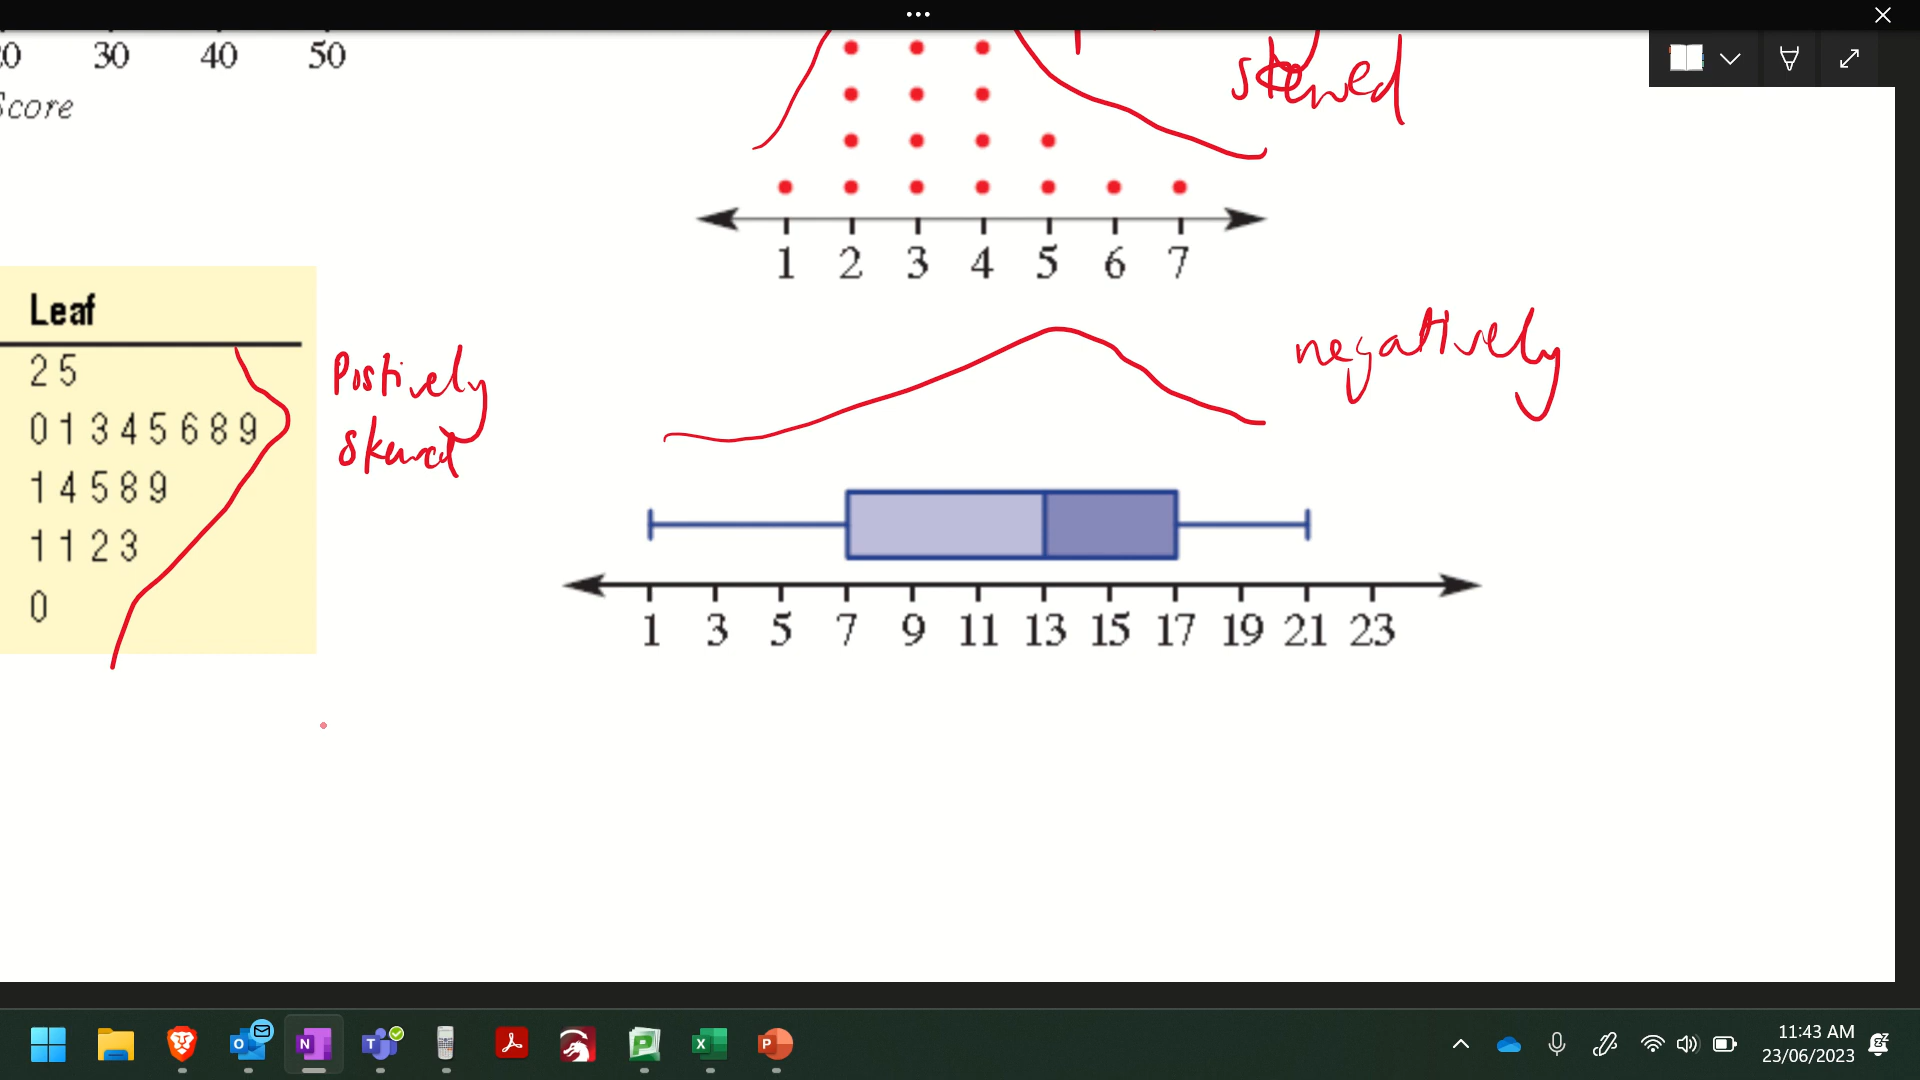 30 40 50
Score
skewed
1 2 3 4 5 6 7
Leaf
2 5
0 1 3 4 5 6 8 9
1 4 5 8 9
1 1 2 3
0
Postively
skewed
negatively
1 3 5 7 9 11 13 15 17 19 21 23
11:43 AM
23/06/2023